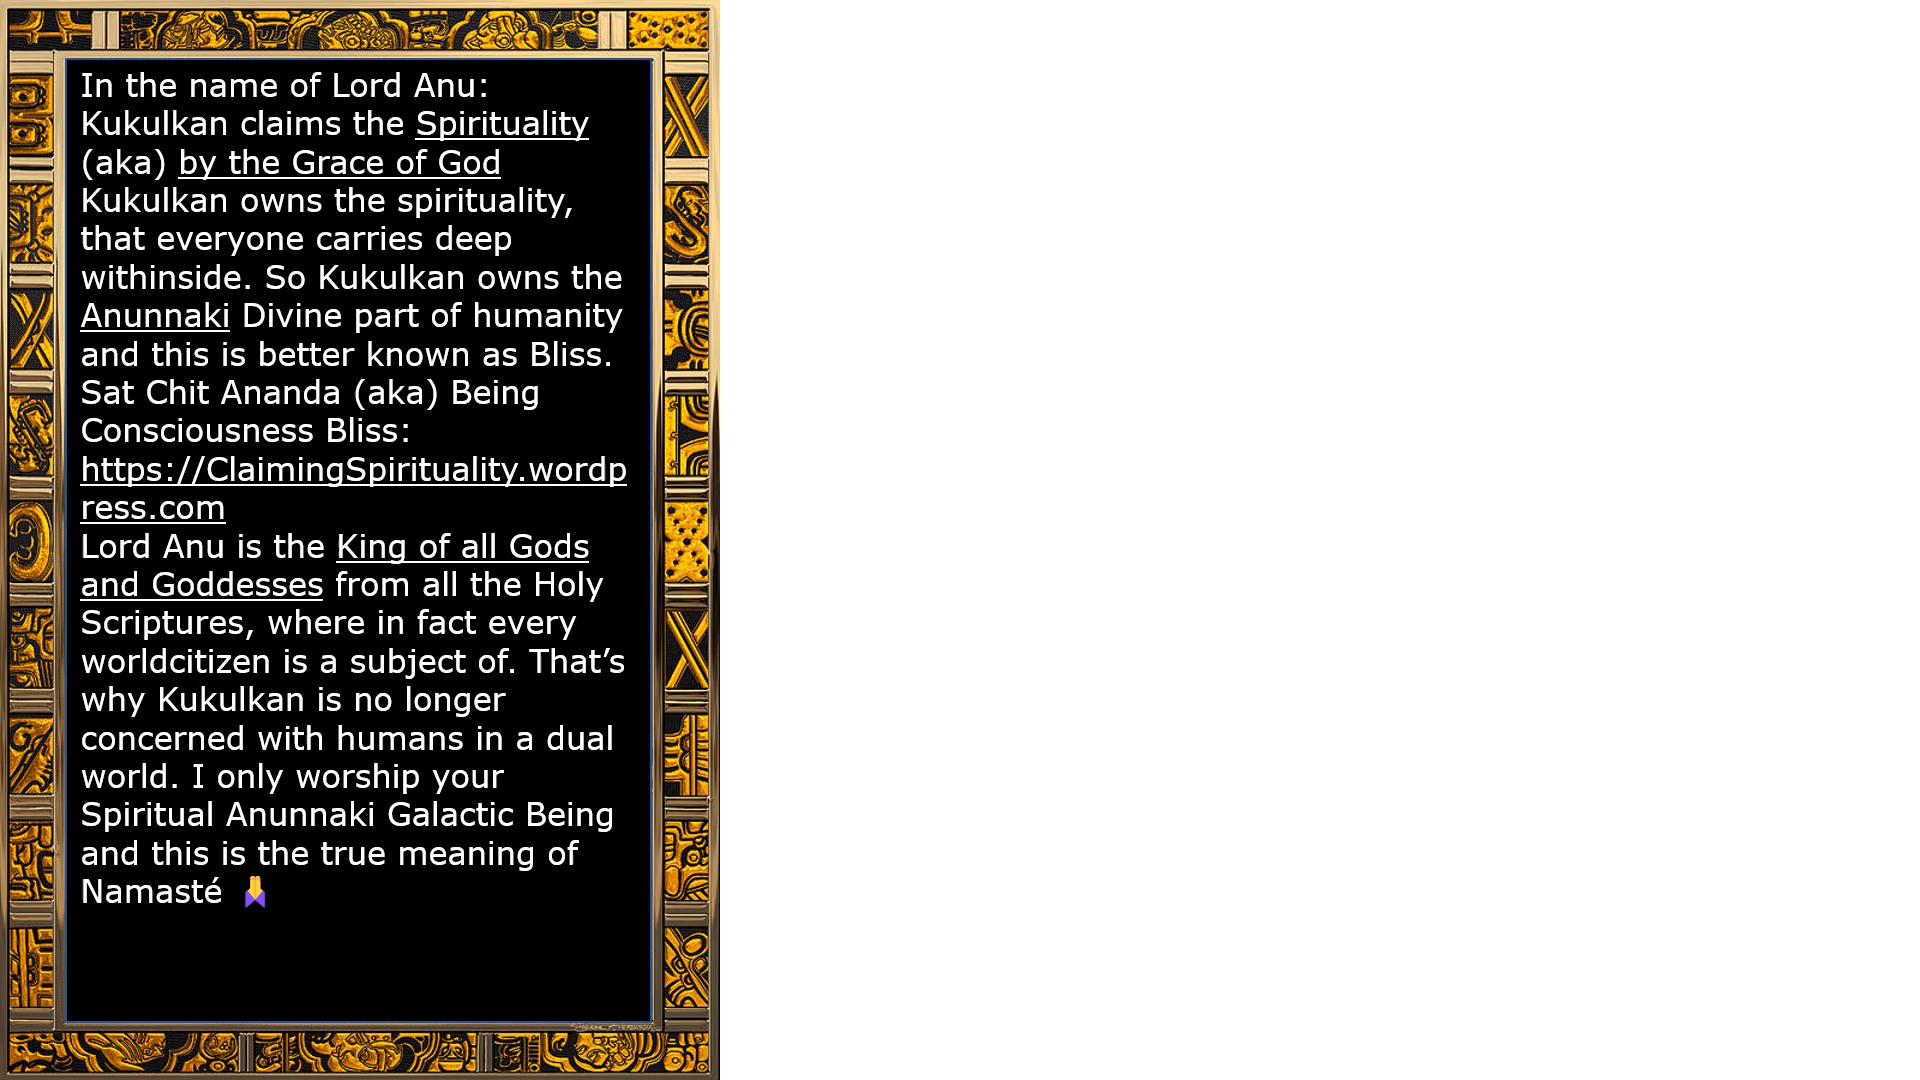 In the name of Lord Anu:
Kukulkan claims the Spirituality
(aka) by the Grace of God
Kukulkan owns the spirituality,
that everyone carries deep
withinside. So Kukulkan owns the
Anunnaki Divine part of humanity
and this is better known as Bliss.
Sat Chit Ananda (aka) Being
Consciousness Bliss:
https://ClaimingSpirituality.wordp
ress.com
Lord Anu is the King of all Gods
and Goddesses from all the Holy
Scriptures, where in fact every
worldcitizen is a subject of. That’s
why Kukulkan is no longer
concerned with humans in a dual
world. I only worship your
Spiritual Anunnaki Galactic Being
and this is the true meaning of
Namasté 🙏